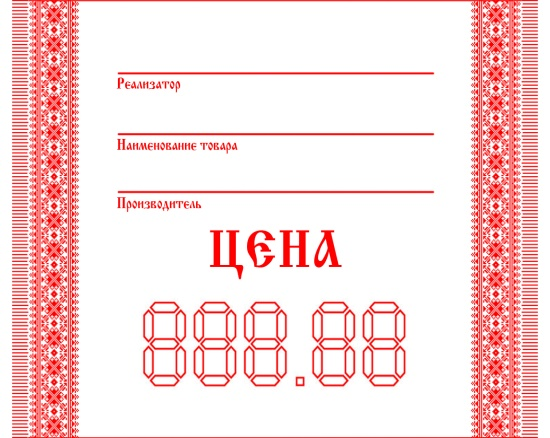 Реализатор
Наименование товара
Производитель
ЦЕНА
888.88